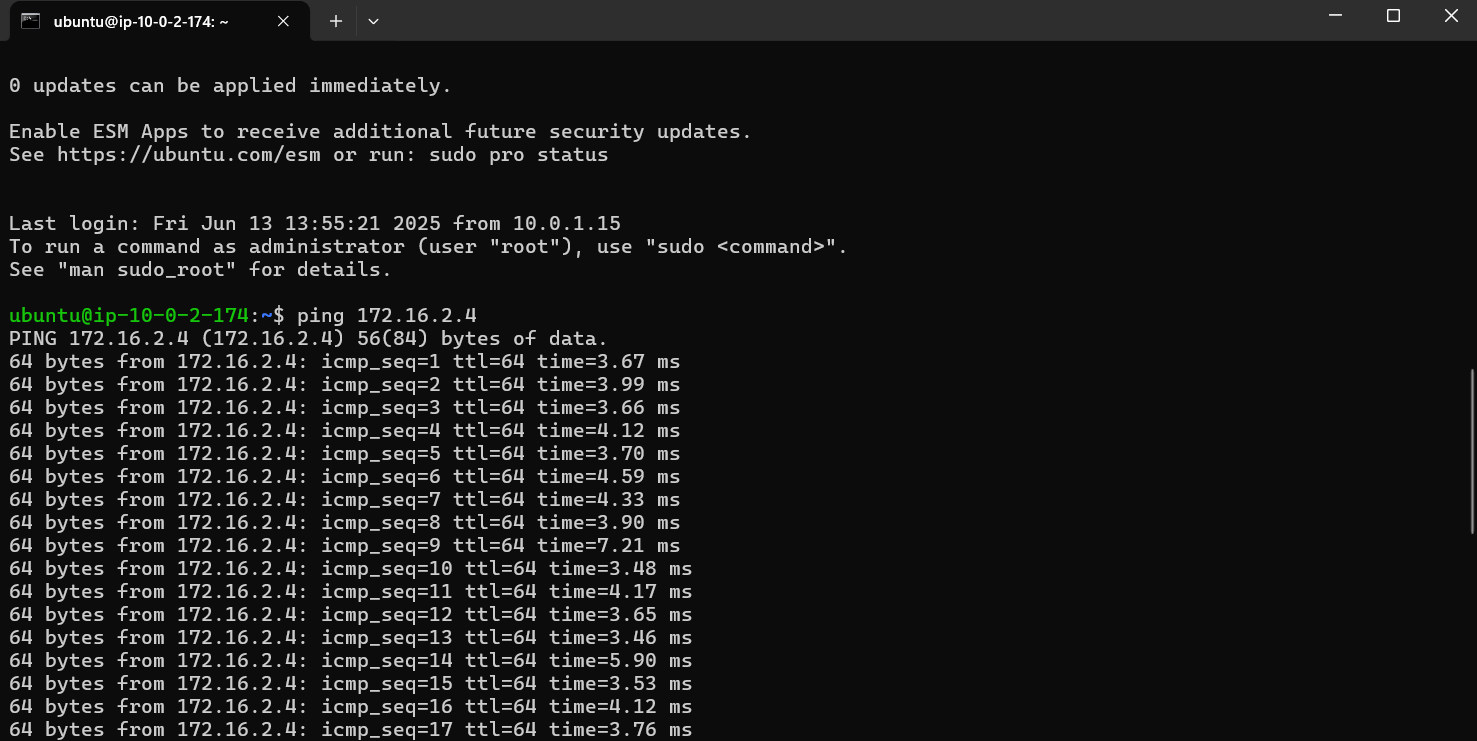 ubuntu@ip-10-0-2-174: ~
0 updates can be applied immediately.
Enable ESM Apps to receive additional future security updates.
See https://ubuntu.com/esm or run: sudo pro status
Last login: Fri Jun 13 13:55:21 2025 from 10.0.1.15
To run a command as administrator (user "root"), use "sudo <command>".
See "man sudo_root" for details.
ubuntu@ip-10-0-2-174:~$ ping 172.16.2.4
PING 172.16.2.4 (172.16.2.4) 56(84) bytes of data.
64 bytes from 172.16.2.4: icmp_seq=1 ttl=64 time=3.67 ms
64 bytes from 172.16.2.4: icmp_seq=2 ttl=64 time=3.99 ms
64 bytes from 172.16.2.4: icmp_seq=3 ttl=64 time=3.66 ms
64 bytes from 172.16.2.4: icmp_seq=4 ttl=64 time=4.12 ms
64 bytes from 172.16.2.4: icmp_seq=5 ttl=64 time=3.70 ms
64 bytes from 172.16.2.4: icmp_seq=6 ttl=64 time=4.59 ms
64 bytes from 172.16.2.4: icmp_seq=7 ttl=64 time=4.33 ms
64 bytes from 172.16.2.4: icmp_seq=8 ttl=64 time=3.90 ms
64 bytes from 172.16.2.4: icmp_seq=9 ttl=64 time=7.21 ms
64 bytes from 172.16.2.4: icmp_seq=10 ttl=64 time=3.48 ms
64 bytes from 172.16.2.4: icmp_seq=11 ttl=64 time=4.17 ms
64 bytes from 172.16.2.4: icmp_seq=12 ttl=64 time=3.65 ms
64 bytes from 172.16.2.4: icmp_seq=13 ttl=64 time=3.46 ms
64 bytes from 172.16.2.4: icmp_seq=14 ttl=64 time=5.90 ms
64 bytes from 172.16.2.4: icmp_seq=15 ttl=64 time=3.53 ms
64 bytes from 172.16.2.4: icmp_seq=16 ttl=64 time=4.12 ms
64 bytes from 172.16.2.4: icmp_seq=17 ttl=64 time=3.76 ms